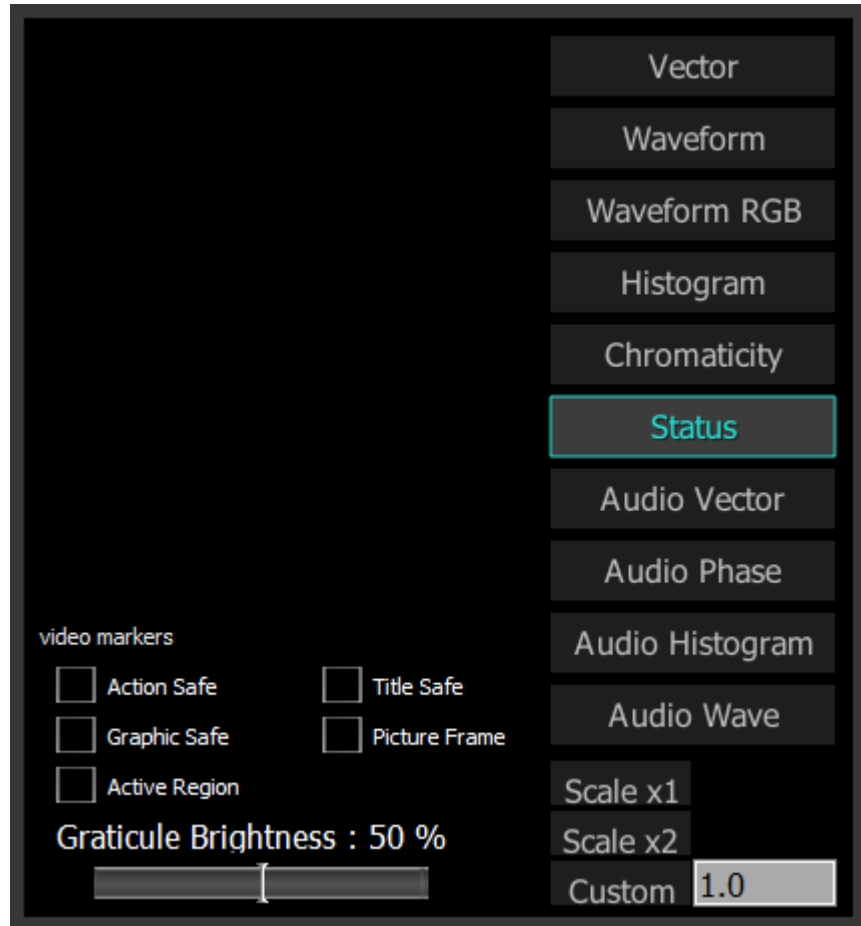 Vector
Waveform
Waveform RGB
Histogram
Chromaticity
Status
Audio Vector
Audio Phase
Audio Histogram
Audio Wave
video markers
Action Safe
Title Safe
Graphic Safe
Picture Frame
Active Region
Graticule Brightness : 50 %
Scale x1
Scale x2
Custom 1.0